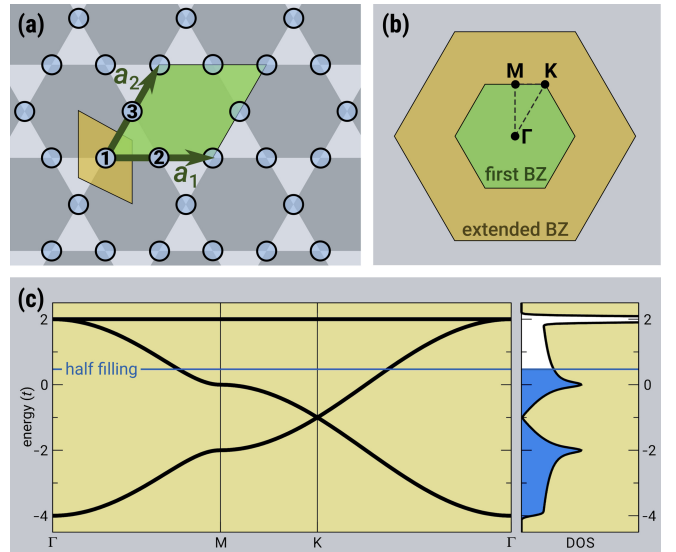 (a)
a2
3
1
2
a1
(b)
M
K
Γ
first BZ
extended BZ
(c)
2
0
−2
−4
energy (t)
half filling
Γ
M
K
Γ
2
0
−2
−4
DOS